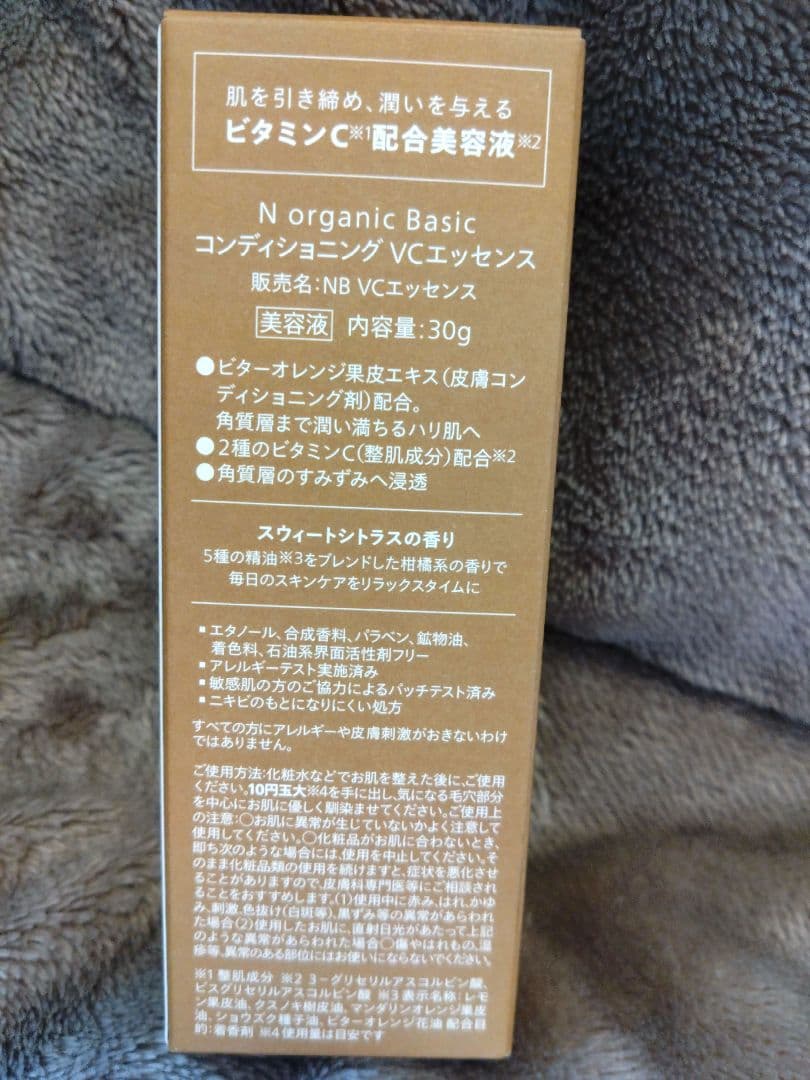 肌を引き締め、潤いを与える
ビタミンC※1配合美容液※2
N organic Basic
コンディショニング VCエッセンス
販売名:NB VCエッセンス
美容液 内容量:30g
●ビターオレンジ果皮エキス(皮膚コン
ディショニング剤)配合。
角質層まで潤い満ちるハリ肌へ
●2種のビタミンC(整肌成分)配合※2
●角質層のすみずみへ浸透
スウィートシトラスの香り
5種の精油※3をブレンドした柑橘系の香りで
毎日のスキンケアをリラックスタイムに
▪エタノール、合成香料、パラベン、鉱物油、
着色料、石油系界面活性剤フリー
▪アレルギーテスト実施済み
▪敏感肌の方のご協力によるパッチテスト済み
▪ニキビのもとになりにくい処方
すべての方にアレルギーや皮膚刺激がおきないわけ
ではありません。
ご使用方法:化粧水などでお肌を整えた後に、ご使用
ください。10円玉大※4を手に出し、気になる毛穴部分
を中心にお肌に優しく馴染ませてください。ご使用上
の注意:○お肌に異常が生じていないかよく注意して
使用してください。○化粧品がお肌に合わないとき、
即ち次のような場合には、使用を中止してください。そ
のまま化粧品類の使用を続けますと、症状を悪化させ
ることがありますので、皮膚科専門医等にご相談され
ることをおすすめします。(1)使用中に赤み、はれ、かゆ
み、刺激、色抜け(白斑等)、黒ずみ等の異常があらわれ
た場合(2)使用したお肌に、直射日光があたって上記
のような異常があらわれた場合○傷やはれもの、湿
疹等、異常のある部位にはお使いにならないでください。
※1 整肌成分 ※2 3-グリセリルアスコルビン酸、
ビスグリセリルアスコルビン酸 ※3 表示名称:レモ
ン果皮油、クスノキ樹皮油、マンダリンオレンジ果皮
油、ショウズク種子油、ビターオレンジ花油 配合目
的:着香剤 ※4 使用量は目安です